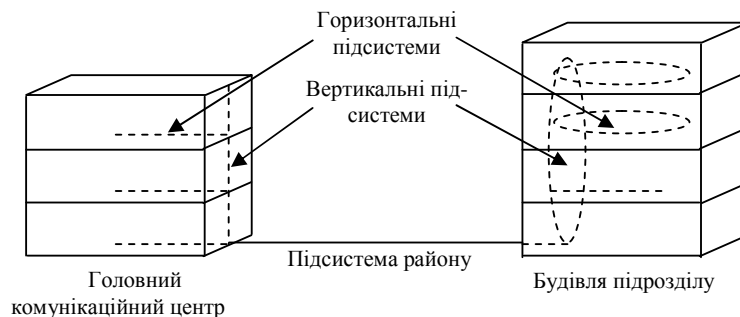 Горизонтальні
підсистеми
Вертикальні під-
системи
Підсистема району
Головний
комунікаційний центр
Будівля підрозділу